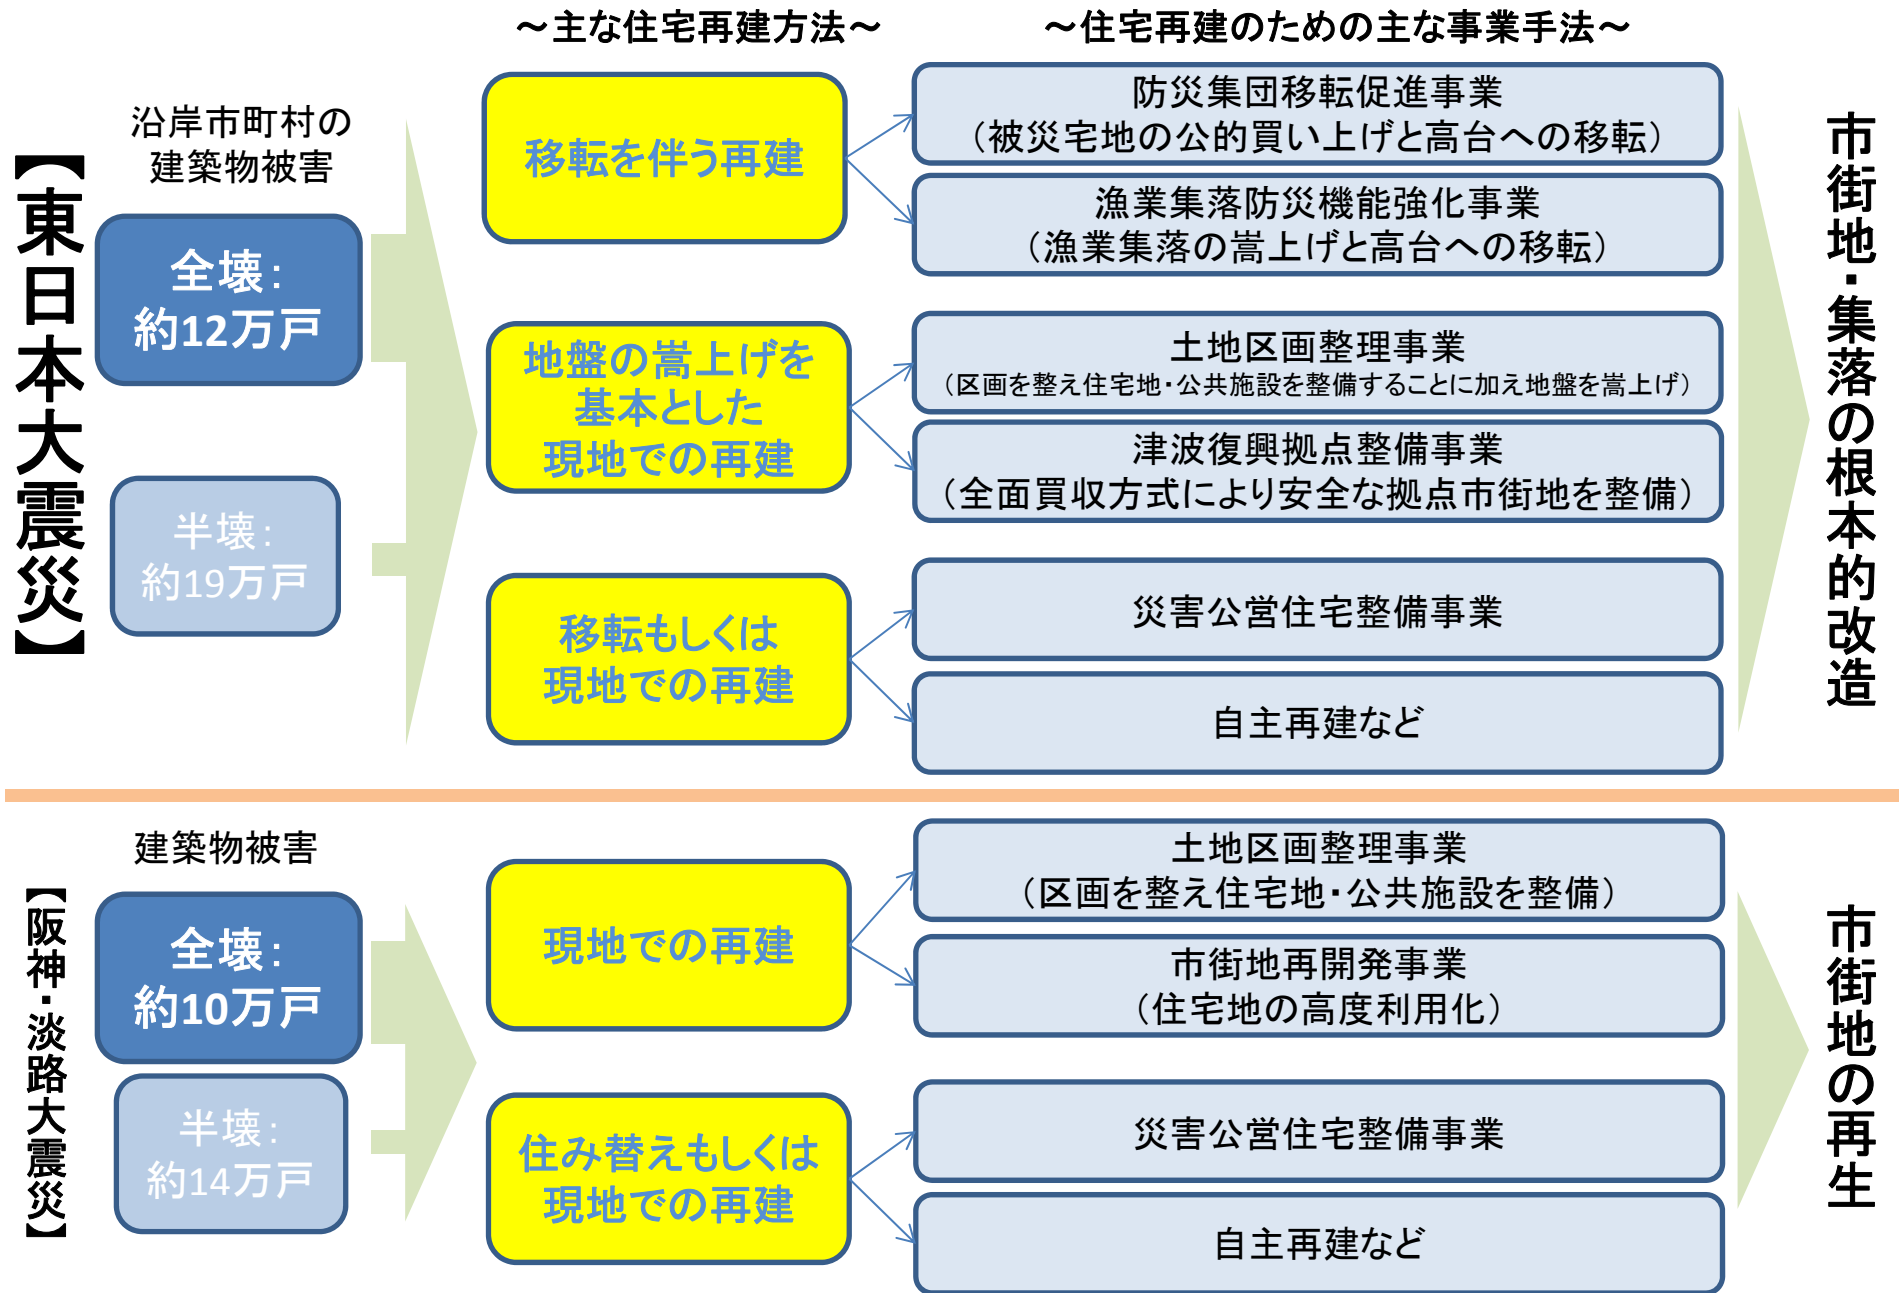 ～主な住宅再建方法～
～住宅再建のための主な事業手法～
【東日本大震災】
沿岸市町村の
建築物被害
全壊：
約12万戸
半壊：
約19万戸
移転を伴う再建
防災集団移転促進事業
（被災宅地の公的買い上げと高台への移転）
漁業集落防災機能強化事業
（漁業集落の嵩上げと高台への移転）
地盤の嵩上げを
基本とした
現地での再建
土地区画整理事業
（区画を整え住宅地・公共施設を整備することに加え地盤を嵩上げ）
津波復興拠点整備事業
（全面買収方式により安全な拠点市街地を整備）
移転もしくは
現地での再建
災害公営住宅整備事業
自主再建など
市街地・集落の根本的改造
【阪神・淡路大震災】
建築物被害
全壊：
約10万戸
半壊：
約14万戸
現地での再建
土地区画整理事業
（区画を整え住宅地・公共施設を整備）
市街地再開発事業
（住宅地の高度利用化）
住み替えもしくは
現地での再建
災害公営住宅整備事業
自主再建など
市街地の再生